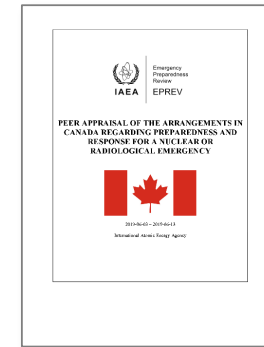 IAEA
Emergency
Preparedness
Review
EPREV
PEER APPRAISAL OF THE ARRANGEMENTS IN
CANADA REGARDING PREPAREDNESS AND
RESPONSE FOR A NUCLEAR OR
RADIOLOGICAL EMERGENCY
2019-06-03 – 2019-06-13
International Atomic Energy Agency